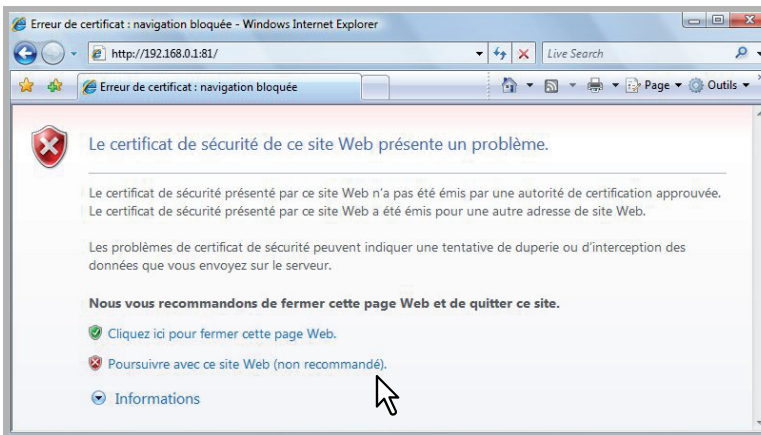 Erreur de certificat : navigation bloquée - Windows Internet Explorer
http://192.168.0.1:81/
Live Search
Erreur de certificat : navigation bloquée
Page
Outils
Le certificat de sécurité de ce site Web présente un problème.
Le certificat de sécurité présenté par ce site Web n'a pas été émis par une autorité de certification approuvée.
Le certificat de sécurité présenté par ce site Web a été émis pour une autre adresse de site Web.
Les problèmes de certificat de sécurité peuvent indiquer une tentative de duperie ou d'interception des
données que vous envoyez sur le serveur.
Nous vous recommandons de fermer cette page Web et de quitter ce site.
Cliquez ici pour fermer cette page Web.
Poursuivre avec ce site Web (non recommandé).
Informations